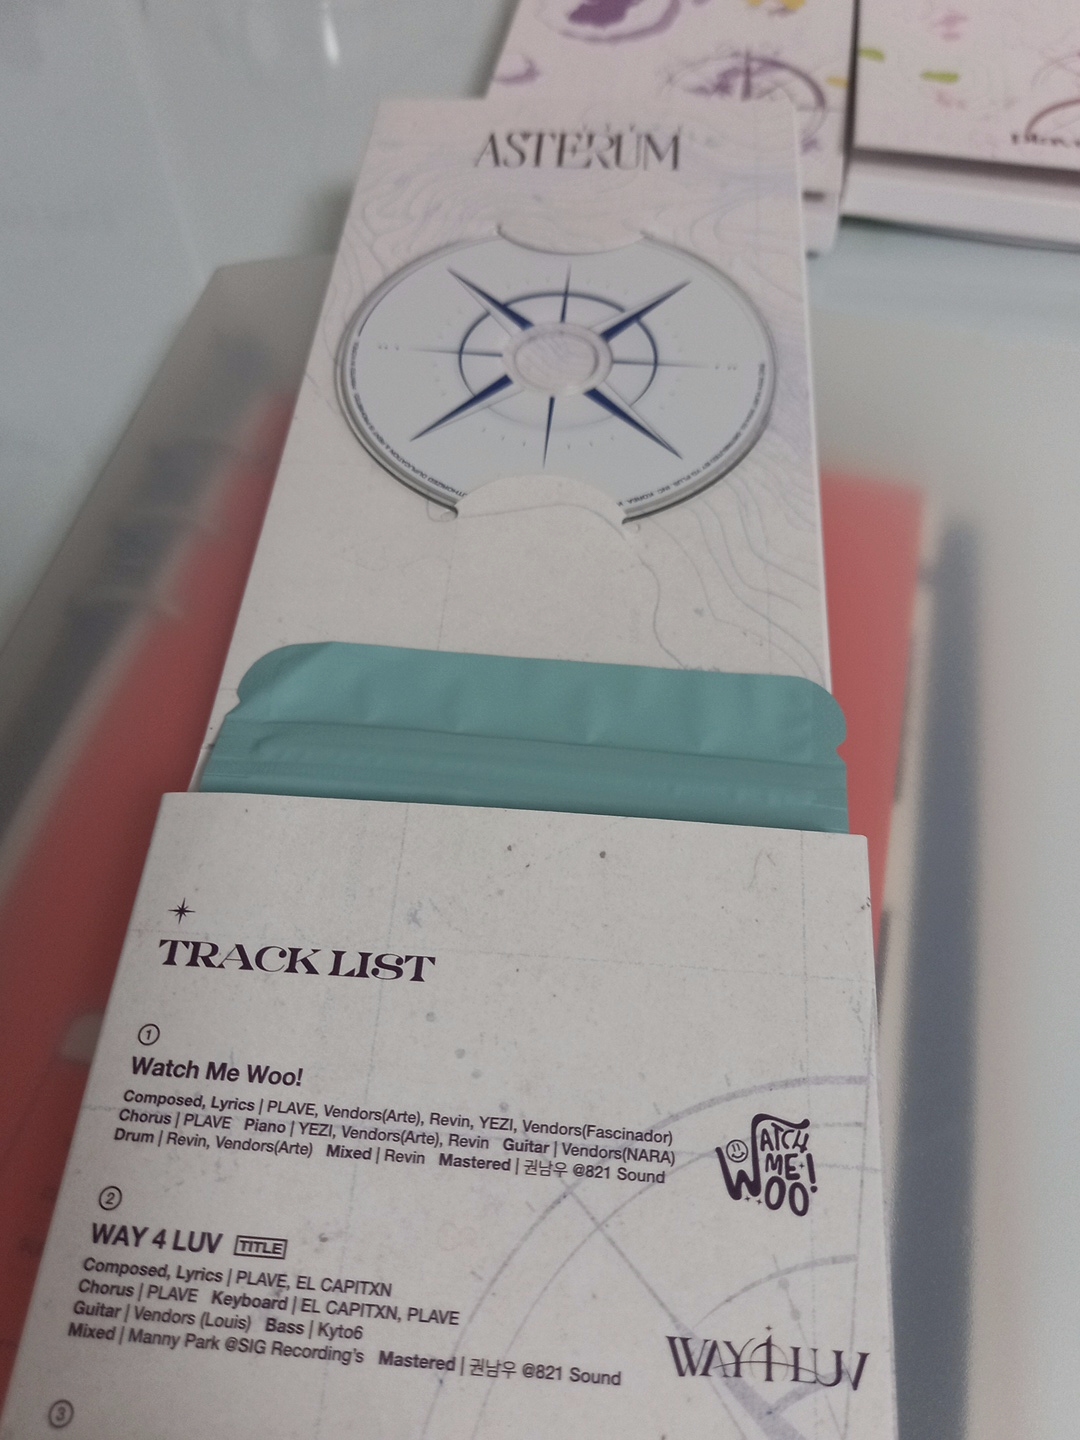 ASTERUM
TRACK LIST
1
Watch Me Woo!
Composed, Lyrics | PLAVE, Vendors(Arte), Revin, YEZI, Vendors(Fascinador)
Chorus | PLAVE Piano | YEZI, Vendors(Arte), Revin Guitar | Vendors(NARA)
Drum | Revin, Vendors(Arte) Mixed | Revin Mastered | 권남우 @821 Sound
WATCH
ME
WOO!
2
WAY 4 LUV TITLE
Composed, Lyrics | PLAVE, EL CAPITXN
Chorus | PLAVE Keyboard | EL CAPITXN, PLAVE
Guitar | Vendors (Louis) Bass | Kyto6
Mixed | Manny Park @SIG Recording's Mastered | 권남우 @821 Sound
WAY 4 LUV
3